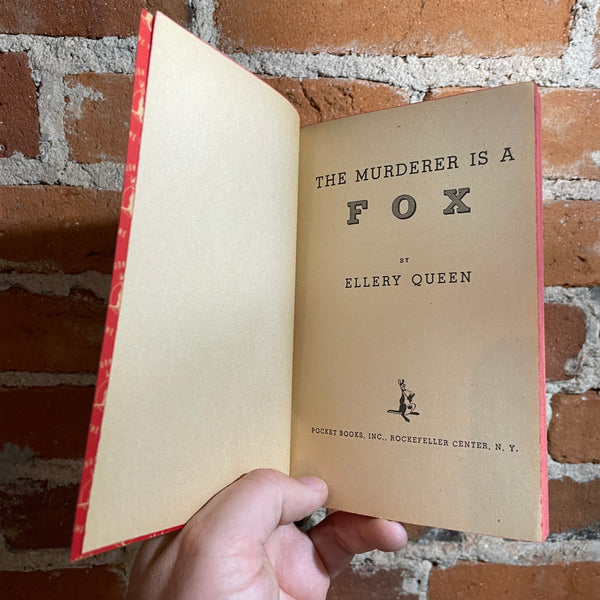 THE MURDERER IS A
FOX
BY
ELLERY QUEEN
POCKET BOOKS, INC., ROCKEFELLER CENTER, N. Y.